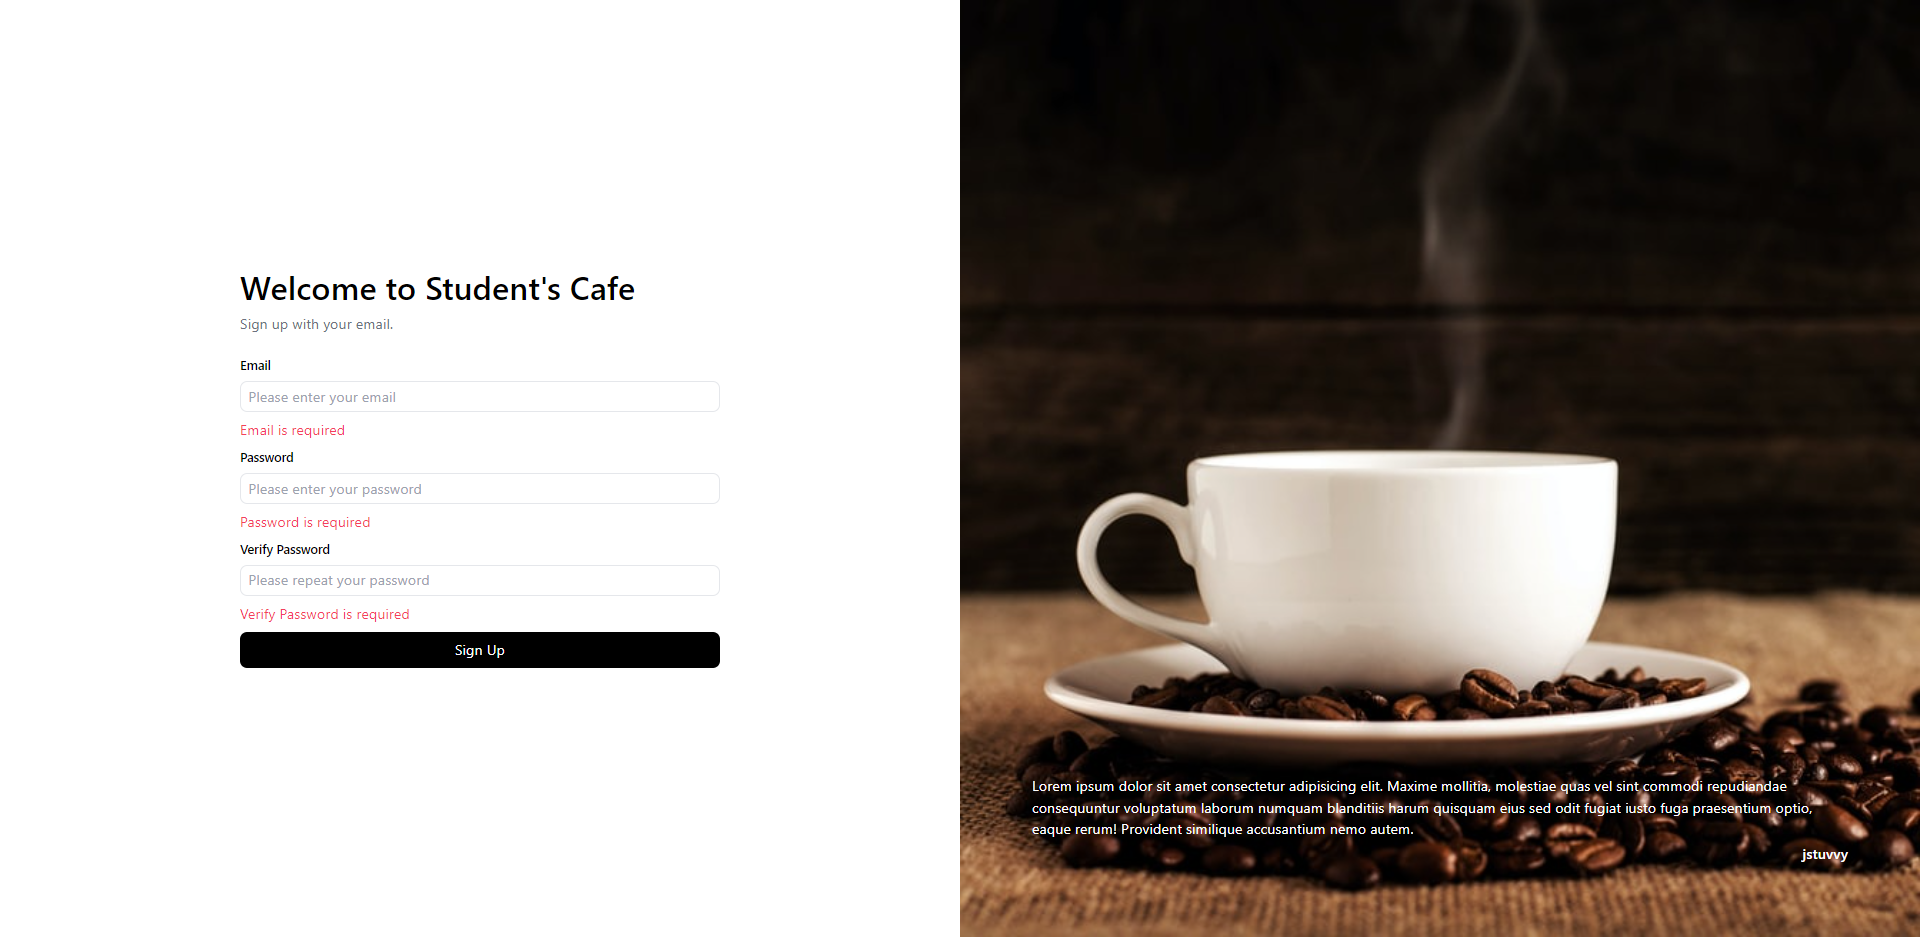 Welcome to Student's Cafe
Sign up with your email.
Email
Please enter your email
Email is required
Password
Please enter your password
Password is required
Verify Password
Please repeat your password
Verify Password is required
Sign Up
Lorem ipsum dolor sit amet consectetur adipisicing elit. Maxime mollitia, molestiae quas vel sint commodi repudiandae
consequuntur voluptatum laborum numquam blanditiis harum quisquam eius sed odit fugiat iusto fuga praesentium optio,
eaque rerum! Provident similique accusantium nemo autem.
jstuvvy